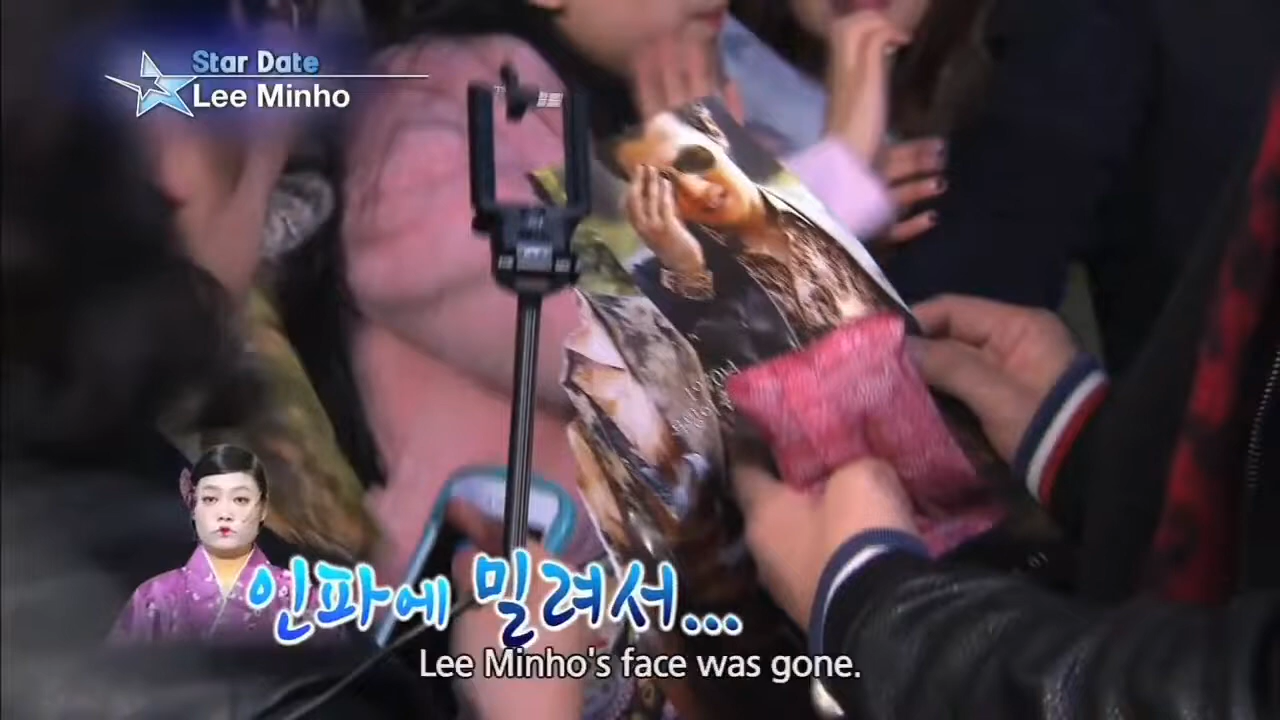 Star Date
Lee Minho
인파에 밀려서...
Lee Minho's face was gone.